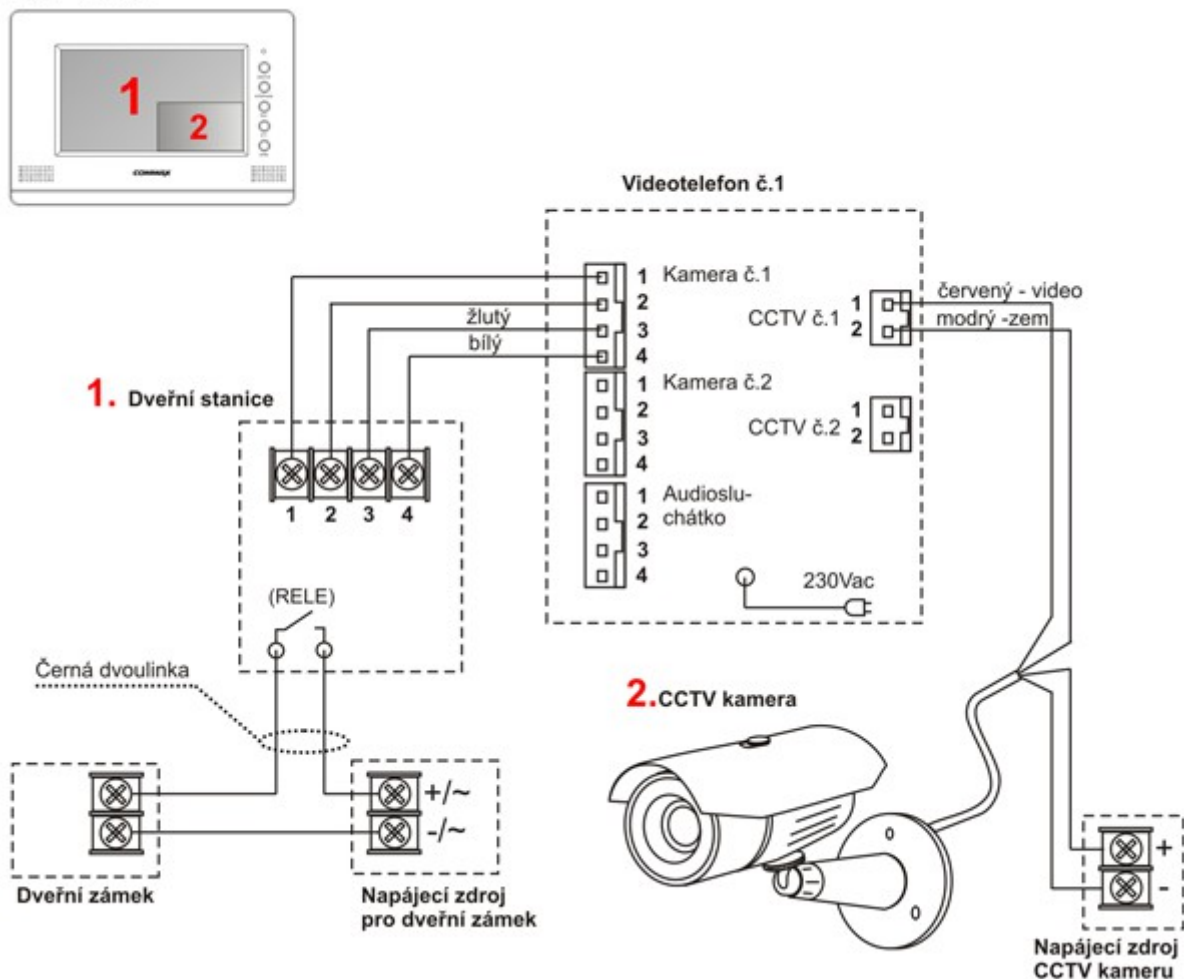 1
2
COMMAX
Videotelefon č.1
1 Kamera č.1
2
3
4
žlutý
bílý
1 Kamera č.2
2
3
4
1 Audioslu-
2 chátko
3
4
CCTV č.1
1
2
červený - video
modrý -zem
CCTV č.2
1
2
230Vac
1. Dveřní stanice
1 2 3 4
(RELE)
Černá dvoulinka
+/~
-/~
Dveřní zámek
Napájecí zdroj
pro dveřní zámek
2.CCTV kamera
+
-
Napájecí zdroj
CCTV kameru